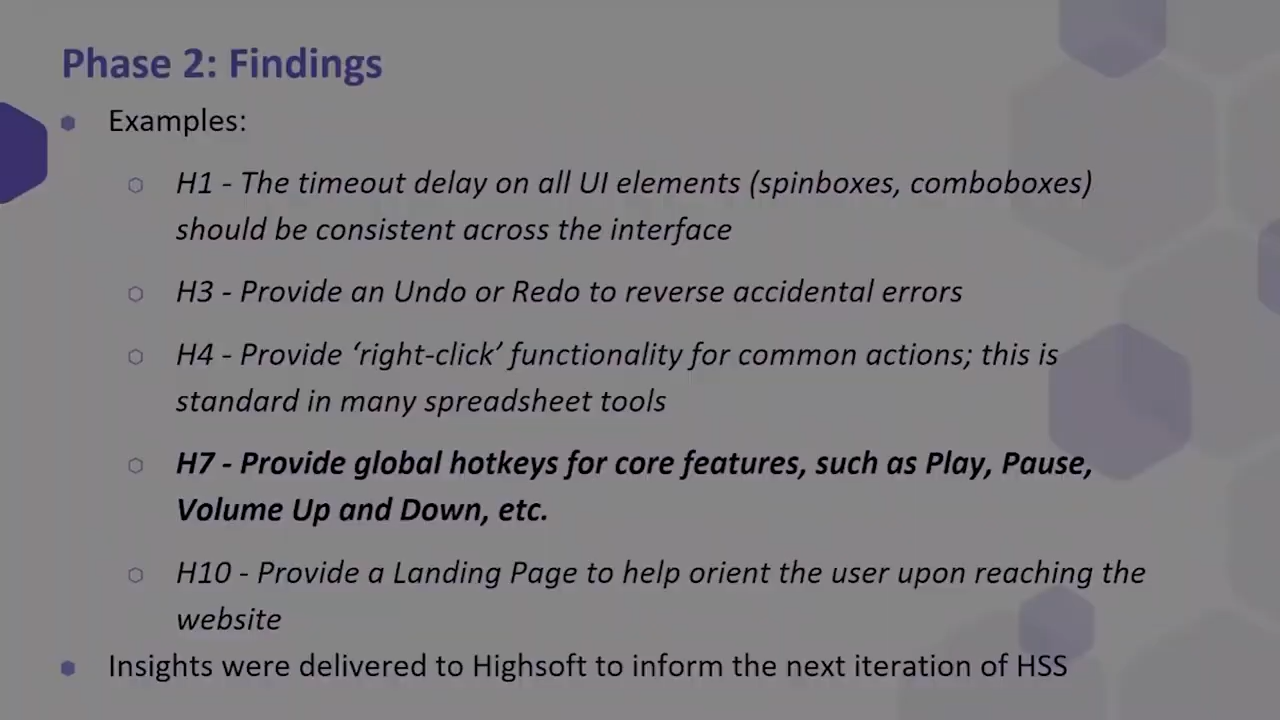 Phase 2: Findings
Examples:
H1 - The timeout delay on all UI elements (spinboxes, comboboxes)
should be consistent across the interface
H3 - Provide an Undo or Redo to reverse accidental errors
H4 - Provide ‘right-click’ functionality for common actions; this is
standard in many spreadsheet tools
H7 - Provide global hotkeys for core features, such as Play, Pause,
Volume Up and Down, etc.
H10 - Provide a Landing Page to help orient the user upon reaching the
website
Insights were delivered to Highsoft to inform the next iteration of HSS